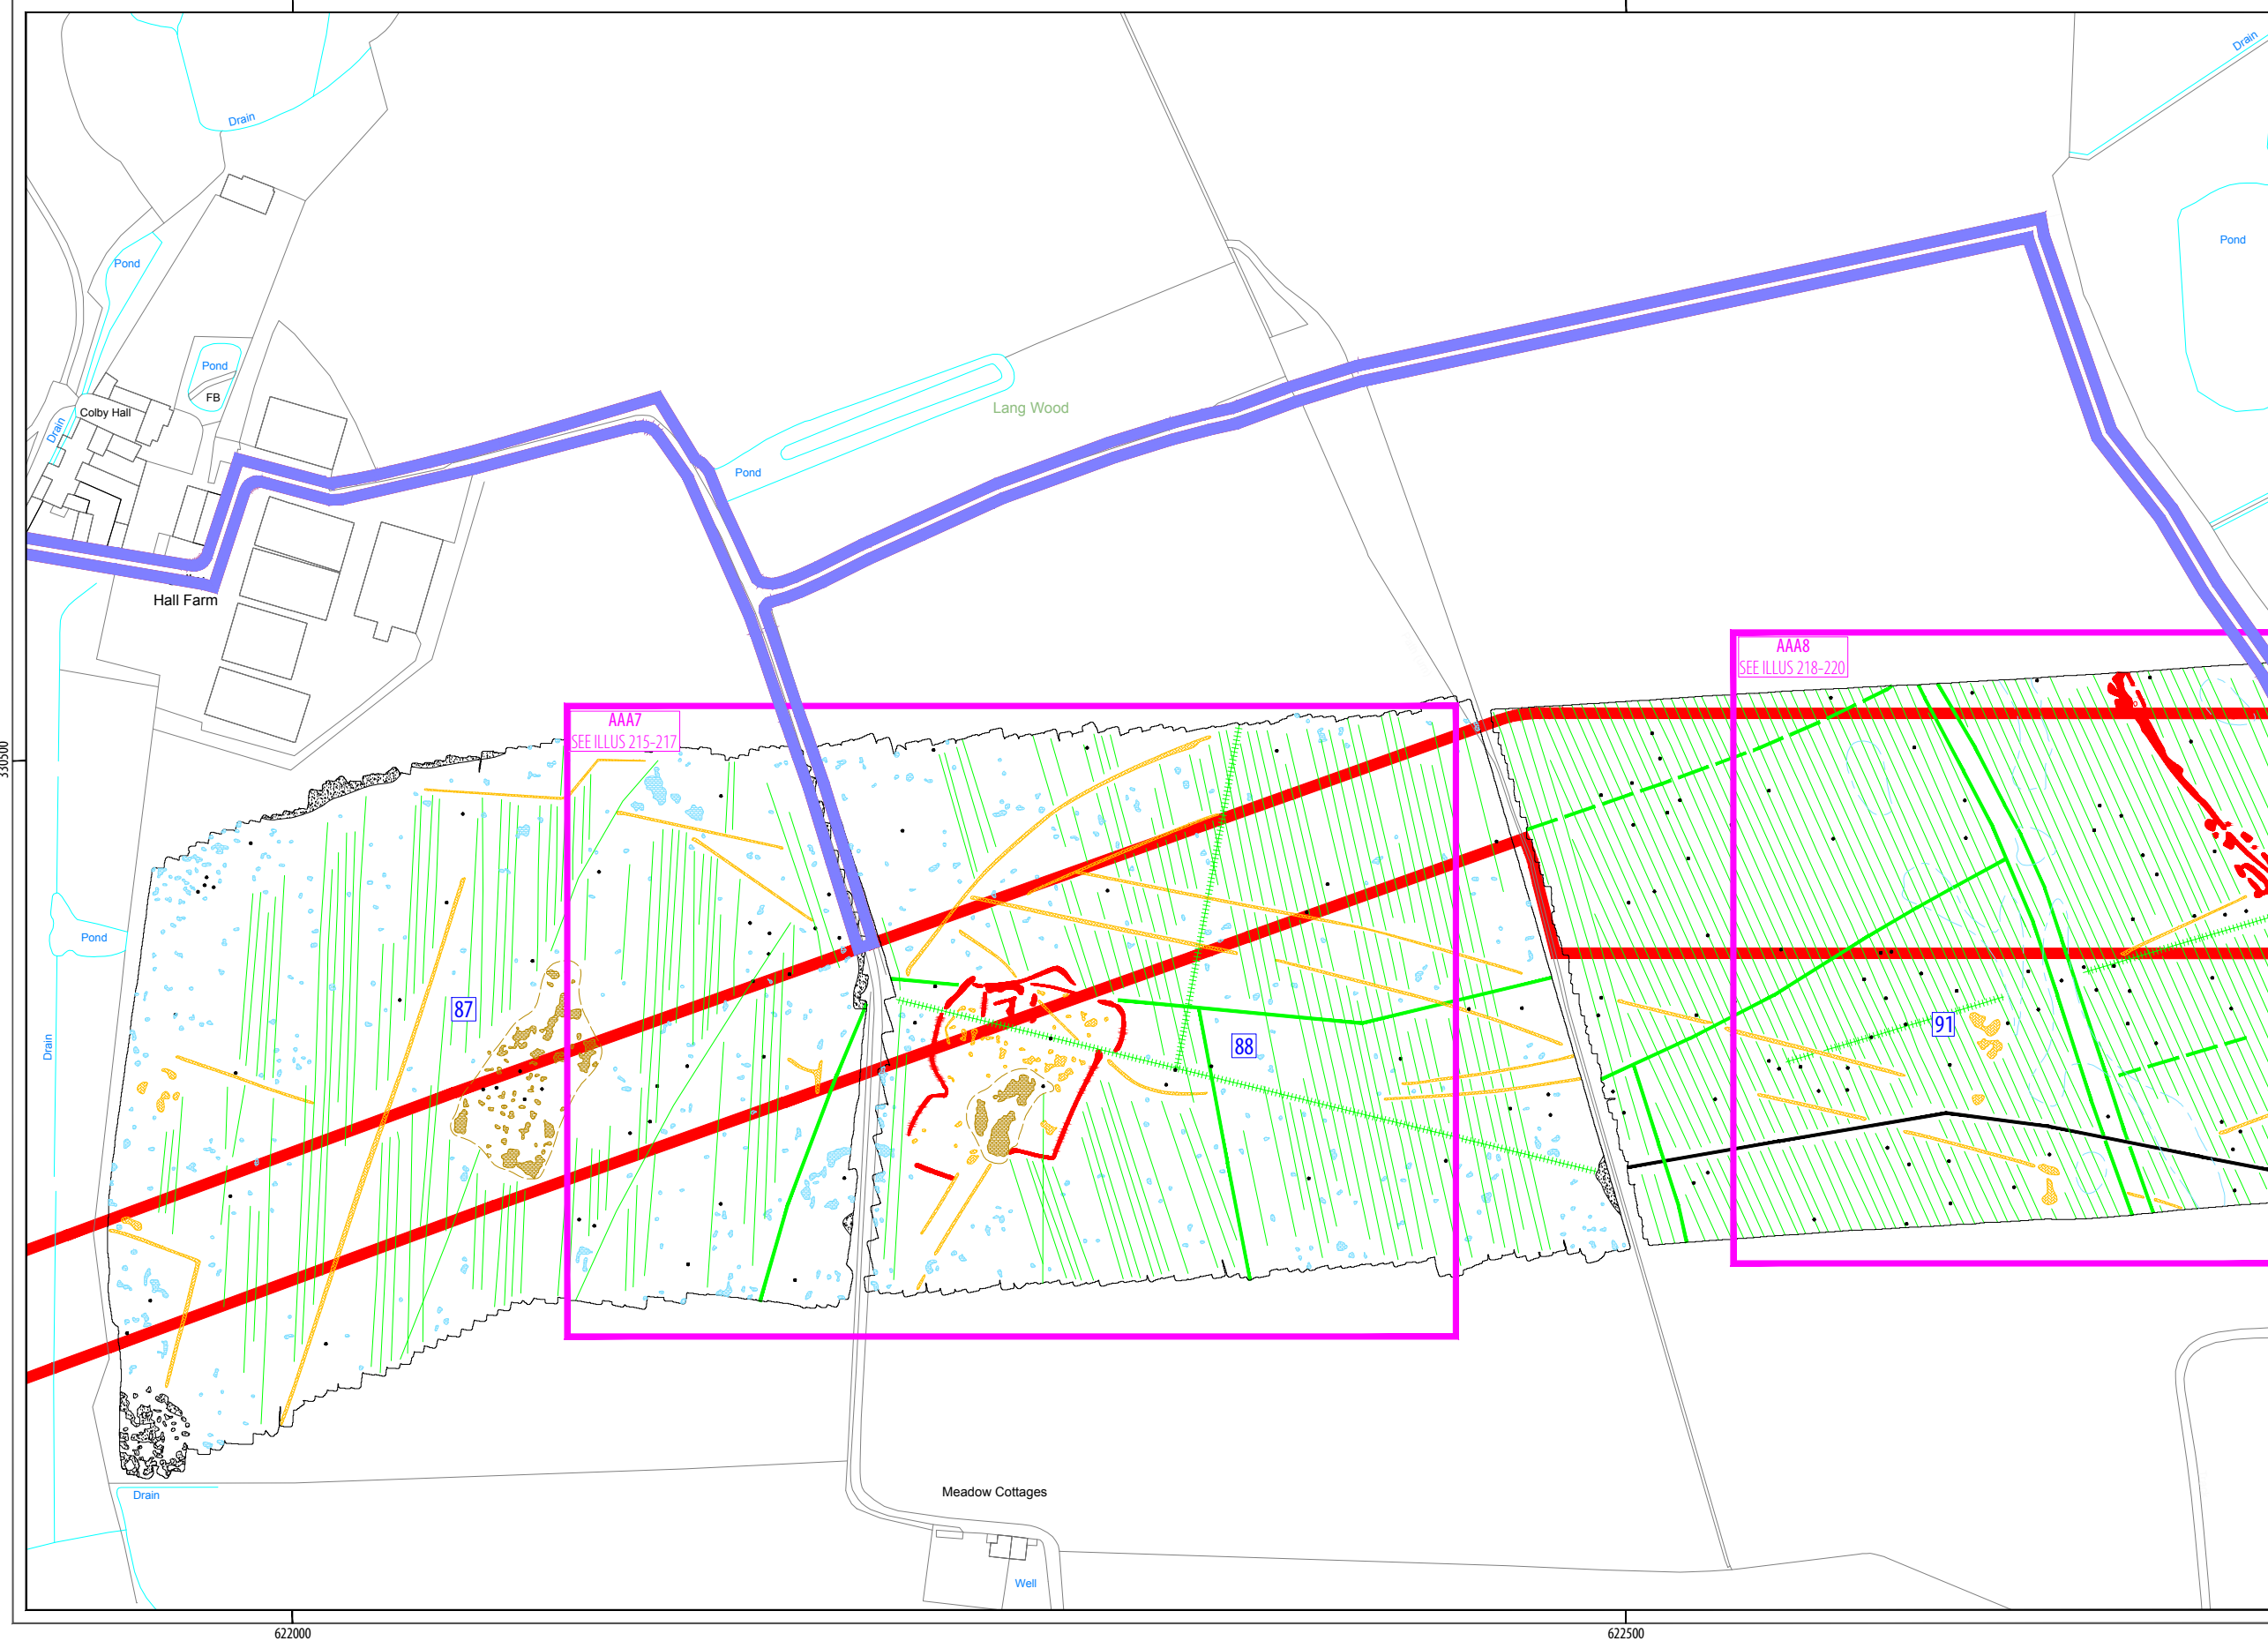 Drain
Drain
Pond
Pond
Pond
FB
Colby Hall
Drain
Lang Wood
Pond
Hall Farm
AAA8
SEE ILLUS 218-220
AAA7
SEE ILLUS 215-217
330500
Pond
87
91
88
Drain
Meadow Cottages
Drain
Well
622000
622500